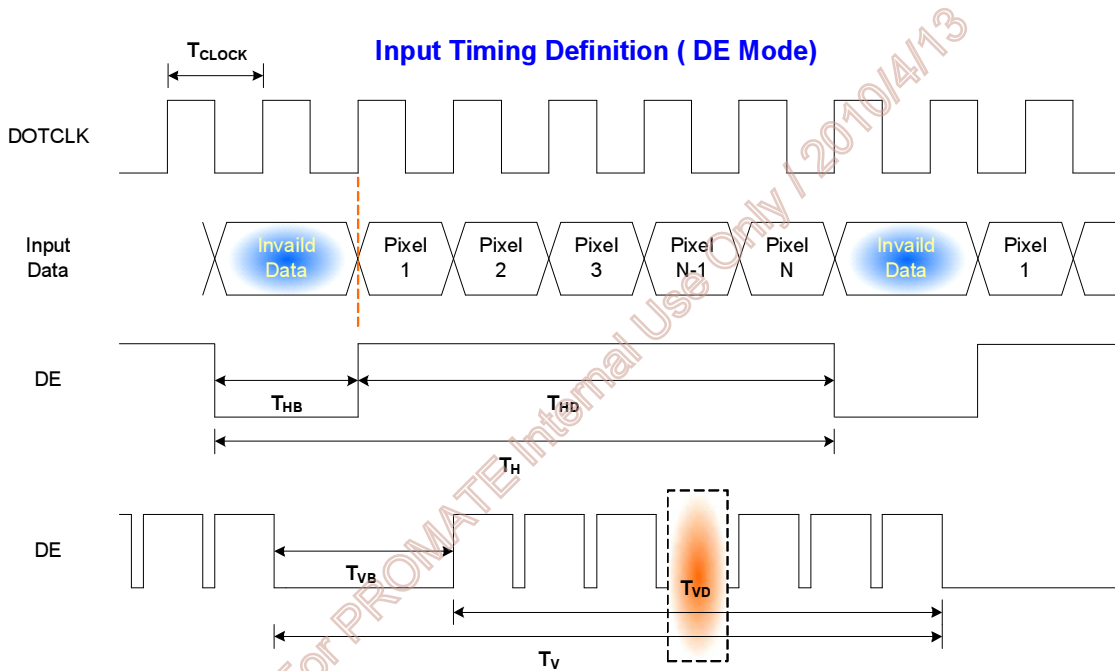 Input Timing Definition ( DE Mode)
TCLOCK
DOTCLK
Input
Data
Invaild
Data
Pixel
1
Pixel
2
Pixel
3
Pixel
N-1
Pixel
N
Invaild
Data
Pixel
1
DE
THB
THD
TH
DE
TVB
TVD
TV
For PROMATE Internal Use Only / 2010/4/13